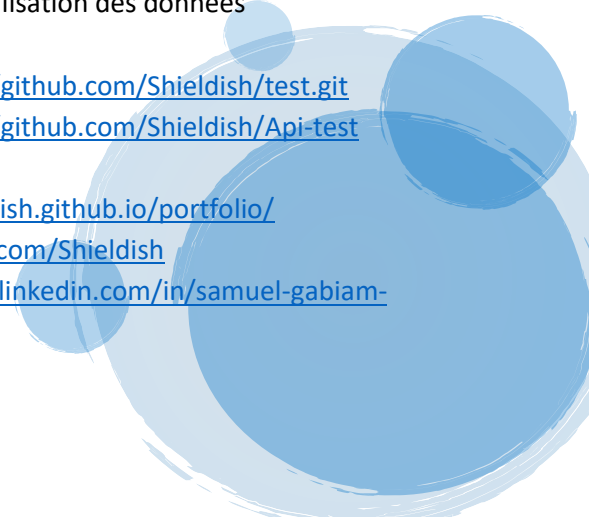 lisation des données
github.com/Shieldish/test.git
github.com/Shieldish/Api-test
ish.github.io/portfolio/
com/Shieldish
linkedin.com/in/samuel-gabiam-